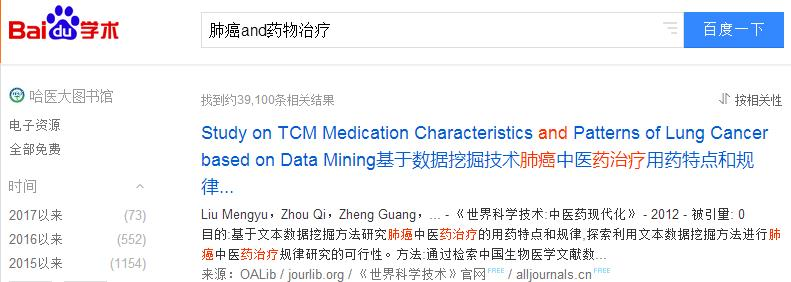 Bai du 学术
肺癌and药物治疗
百度一下
哈医大图书馆
电子资源
全部免费
时间
2017以来 (73)
2016以来 (552)
2015以来 (1154)
找到约39,100条相关结果
按相关性
Study on TCM Medication Characteristics and Patterns of Lung Cancer
based on Data Mining基于数据挖掘技术肺癌中医药治疗用药特点和规
律...
Liu Mengyu，Zhou Qi，Zheng Guang，... - 《世界科学技术:中医药现代化》 - 2012 - 被引量: 0
目的:基于文本数据挖掘方法研究肺癌中医药治疗的用药特点和规律,探索利用文本数据挖掘方法进行肺
癌中医药治疗规律研究的可行性。方法:通过检索中国生物医学文献数...
来源：OALib / jourlib.org / 《世界科学技术》官网FREE / alljournals.cnFREE